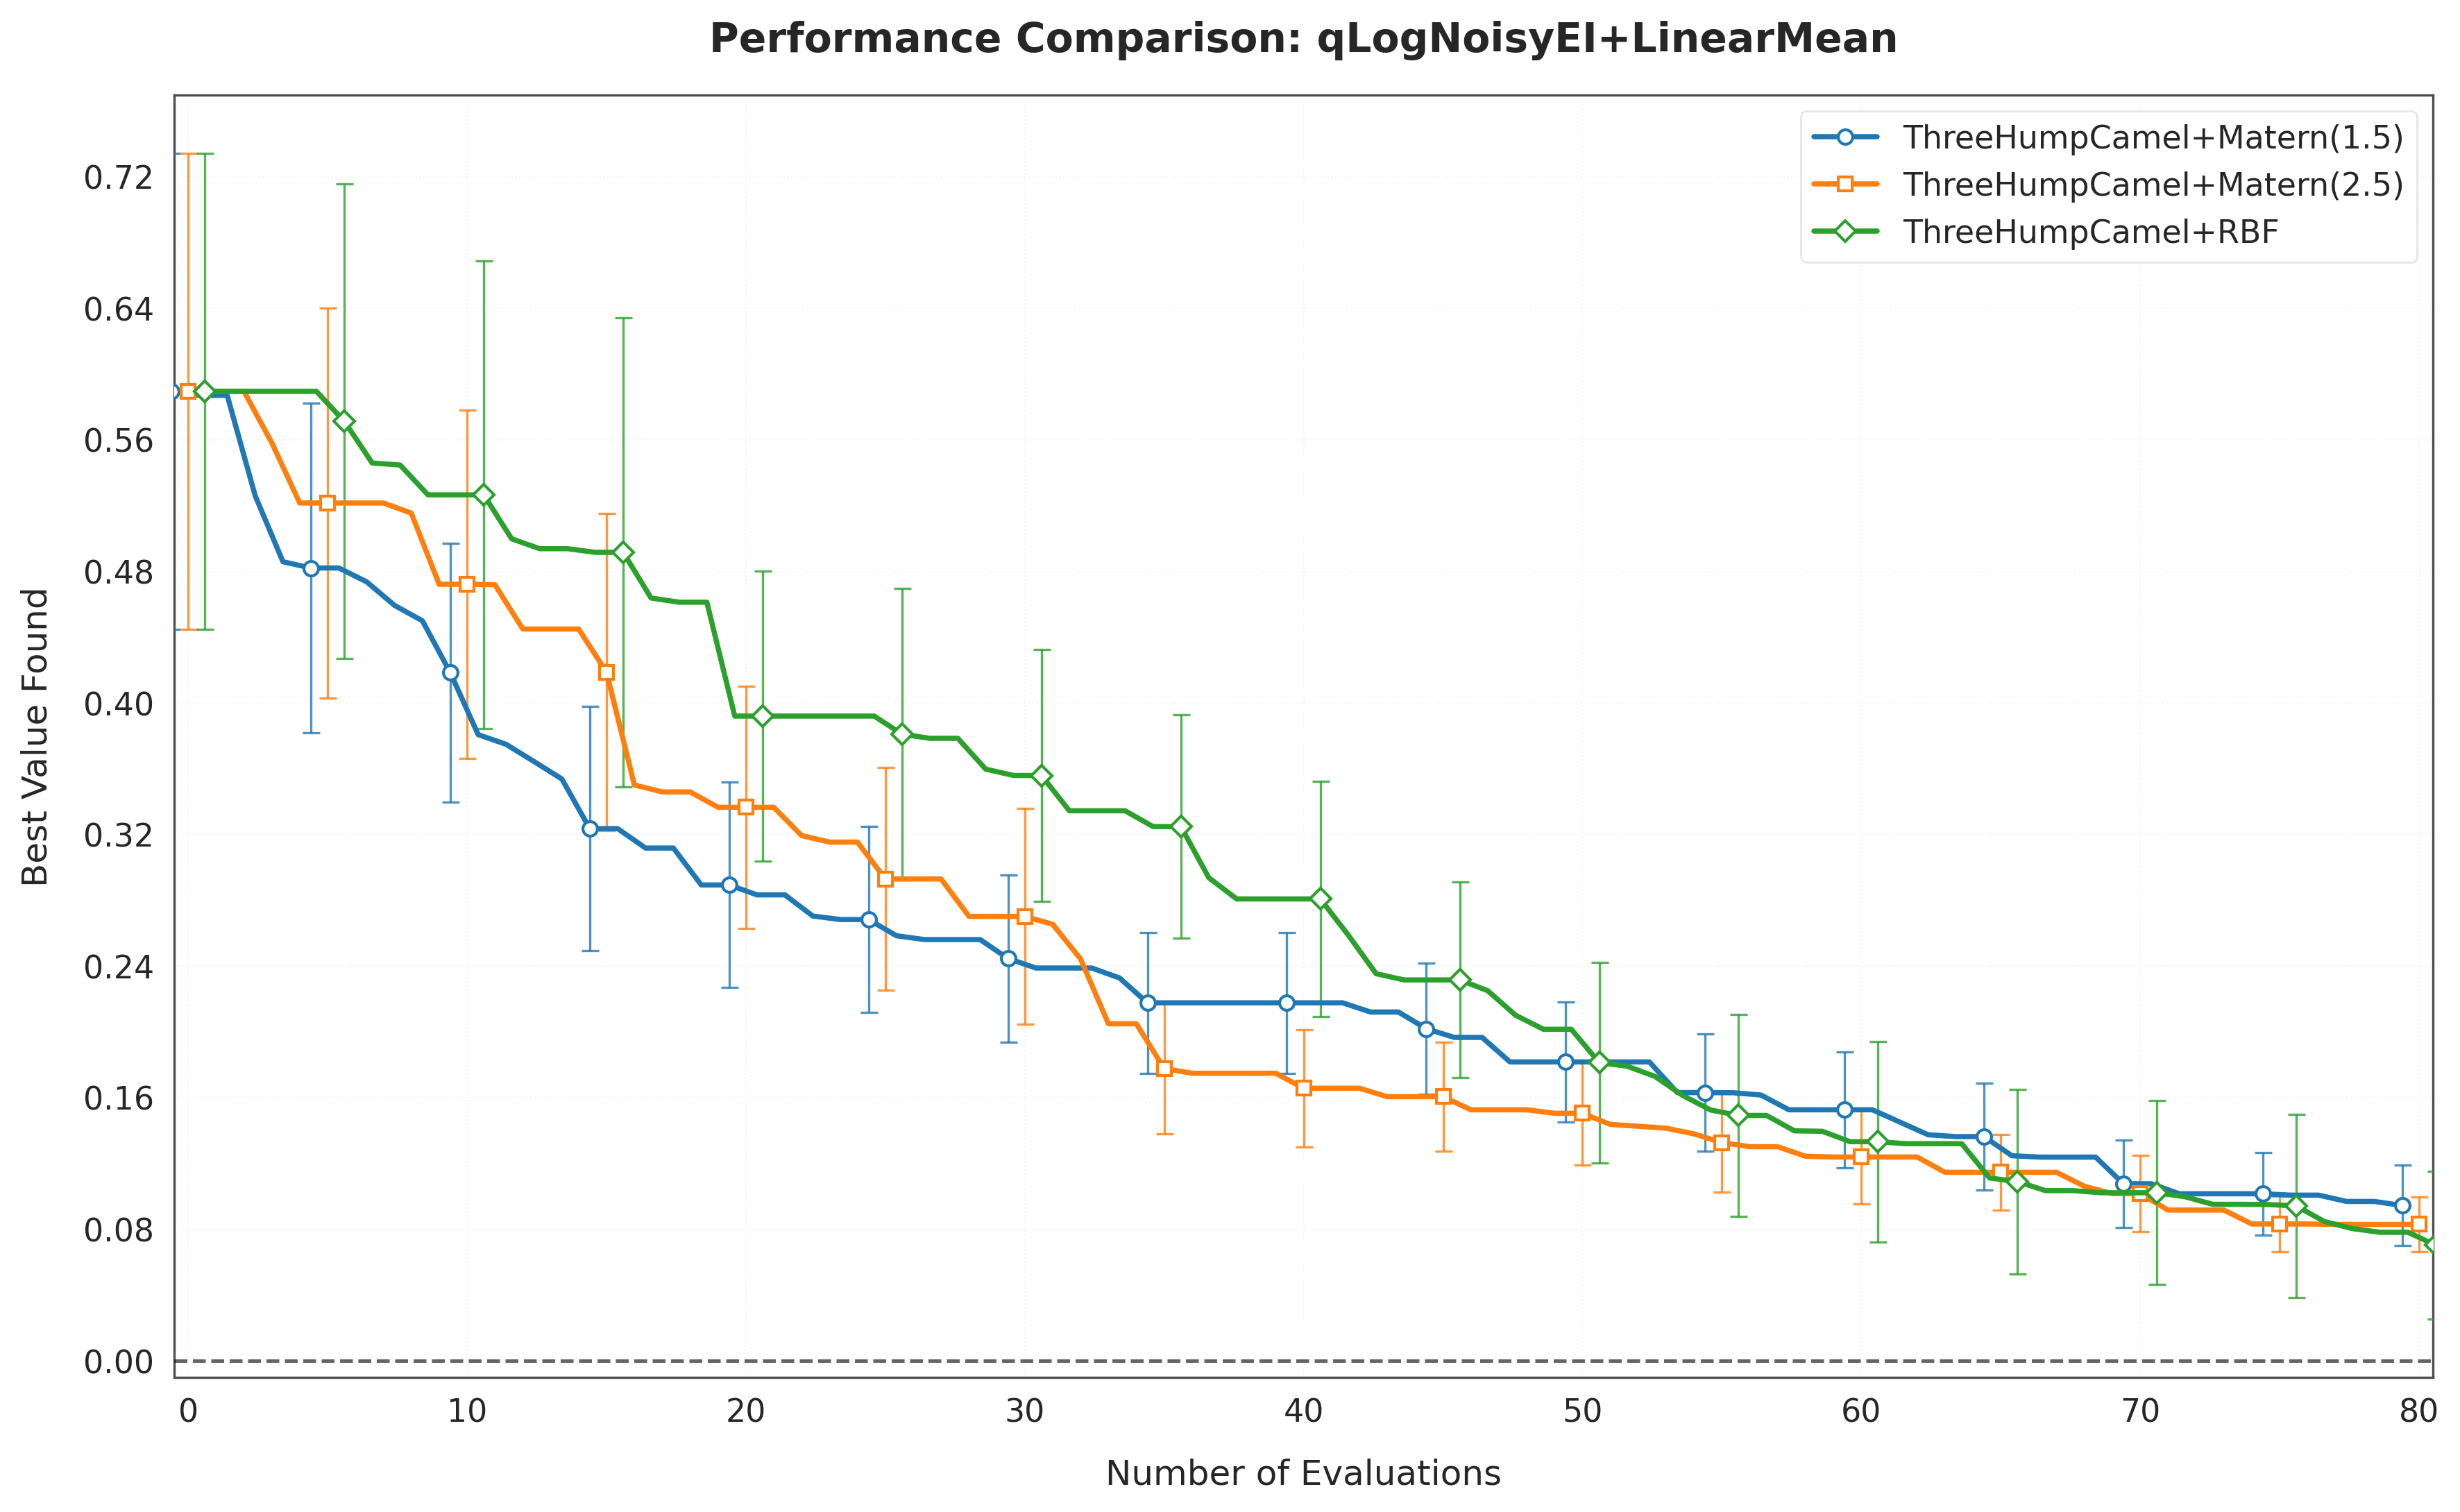 Performance Comparison: qLogNoisyEI+LinearMean
ThreeHumpCamel+Matern(1.5)
ThreeHumpCamel+Matern(2.5)
ThreeHumpCamel+RBF
Best Value Found
0.72
0.64
0.56
0.48
0.40
0.32
0.24
0.16
0.08
0.00
0 10 20 30 40 50 60 70 80
Number of Evaluations